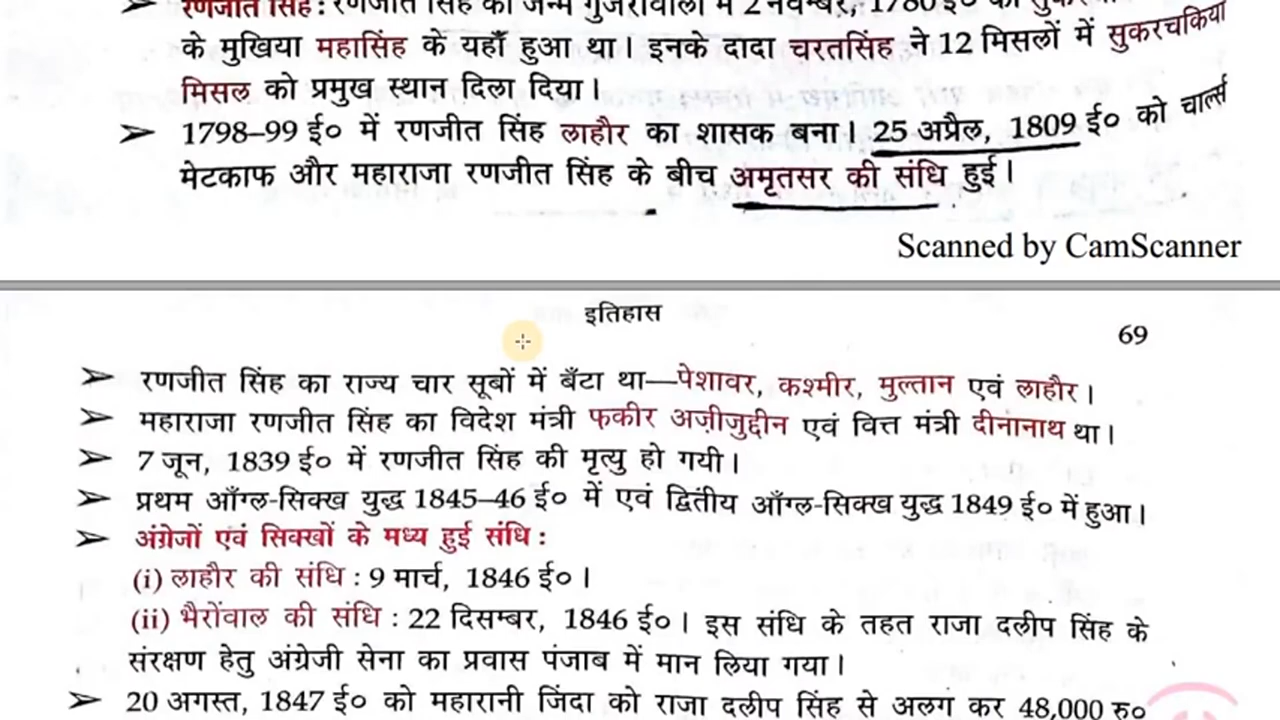 रणजीत सिंह : रणजीत सिंह का जन्म गुजराँवाला में 2 नवम्बर, 1780 ई० को
के मुखिया महासिंह के यहाँ हुआ था। इनके दादा चरतसिंह ने 12 मिसलों में सुकरचकिया
मिसल को प्रमुख स्थान दिला दिया।
➢ 1798–99 ई० में रणजीत सिंह लाहौर का शासक बना। 25 अप्रैल, 1809 ई० को चार्ल्स
मेटकाफ और महाराजा रणजीत सिंह के बीच अमृतसर की संधि हुई।
Scanned by CamScanner
इतिहास
69
➢ रणजीत सिंह का राज्य चार सूबों में बँटा था—पेशावर, कश्मीर, मुल्तान एवं लाहौर।
➢ महाराजा रणजीत सिंह का विदेश मंत्री फकीर अज़ीजुद्दीन एवं वित्त मंत्री दीनानाथ था।
➢ 7 जून, 1839 ई० में रणजीत सिंह की मृत्यु हो गयी।
➢ प्रथम आँग्ल-सिक्ख युद्ध 1845–46 ई० में एवं द्वितीय आँग्ल-सिक्ख युद्ध 1849 ई० में हुआ।
➢ अंग्रेजों एवं सिक्खों के मध्य हुई संधि :
(i) लाहौर की संधि : 9 मार्च, 1846 ई०।
(ii) भैरोंवाल की संधि : 22 दिसम्बर, 1846 ई०। इस संधि के तहत राजा दलीप सिंह के
संरक्षण हेतु अंग्रेजी सेना का प्रवास पंजाब में मान लिया गया।
➢ 20 अगस्त, 1847 ई० को महारानी जिंदा को राजा दलीप सिंह से अलग कर 48,000 रु०